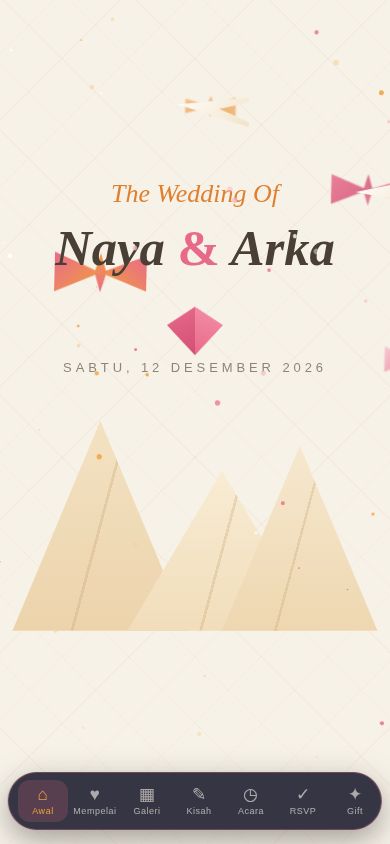 The Wedding Of
Naya & Arka
SABTU, 12 DESEMBER 2026
Awal
Mempelai
Galeri
Kisah
Acara
RSVP
Gift